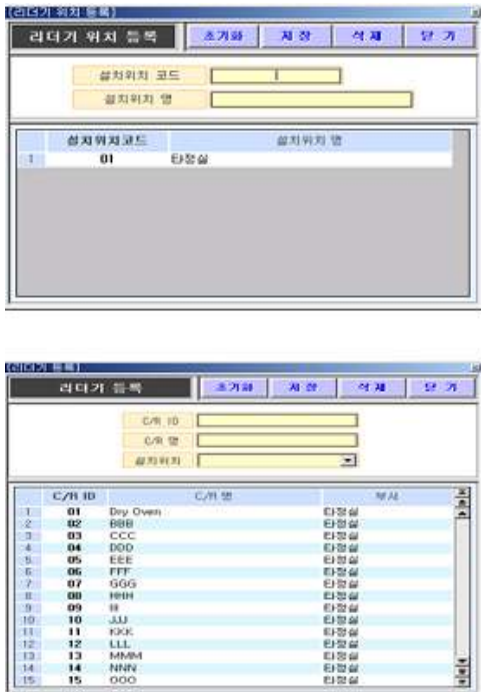 (리더기 위치 등록)
리더기 위치 등록 초기화 저 장 삭 제 닫 기
설치위치 코드
설치위치 명
설치위치코드 설치위치 명
1 01 타정실
(리더기 등록)
리더기 등록 초기화 저 장 삭 제 닫 기
C/R ID
C/R 명
설치위치
C/R ID C/R 명 부서
1 01 Dry Oven 타정실
2 02 BBB 타정실
3 03 CCC 타정실
4 04 DDD 타정실
5 05 EEE 타정실
6 06 FFF 타정실
7 07 GGG 타정실
8 08 HHH 타정실
9 09 III 타정실
10 10 JJJ 타정실
11 11 KKK 타정실
12 12 LLL 타정실
13 13 MMM 타정실
14 14 NNN 타정실
15 15 OOO 타정실